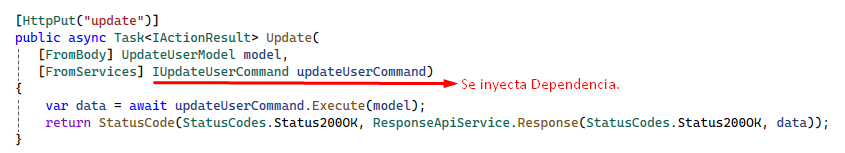 [HttpPut("update")]
public async Task<IActionResult> Update(
[FromBody] UpdateUserModel model,
[FromServices] IUpdateUserCommand updateUserCommand)
Se inyecta Dependencia.
{
var data = await updateUserCommand.Execute(model);
return StatusCode(StatusCodes.Status200OK, ResponseApiService.Response(StatusCodes.Status200OK, data));
}